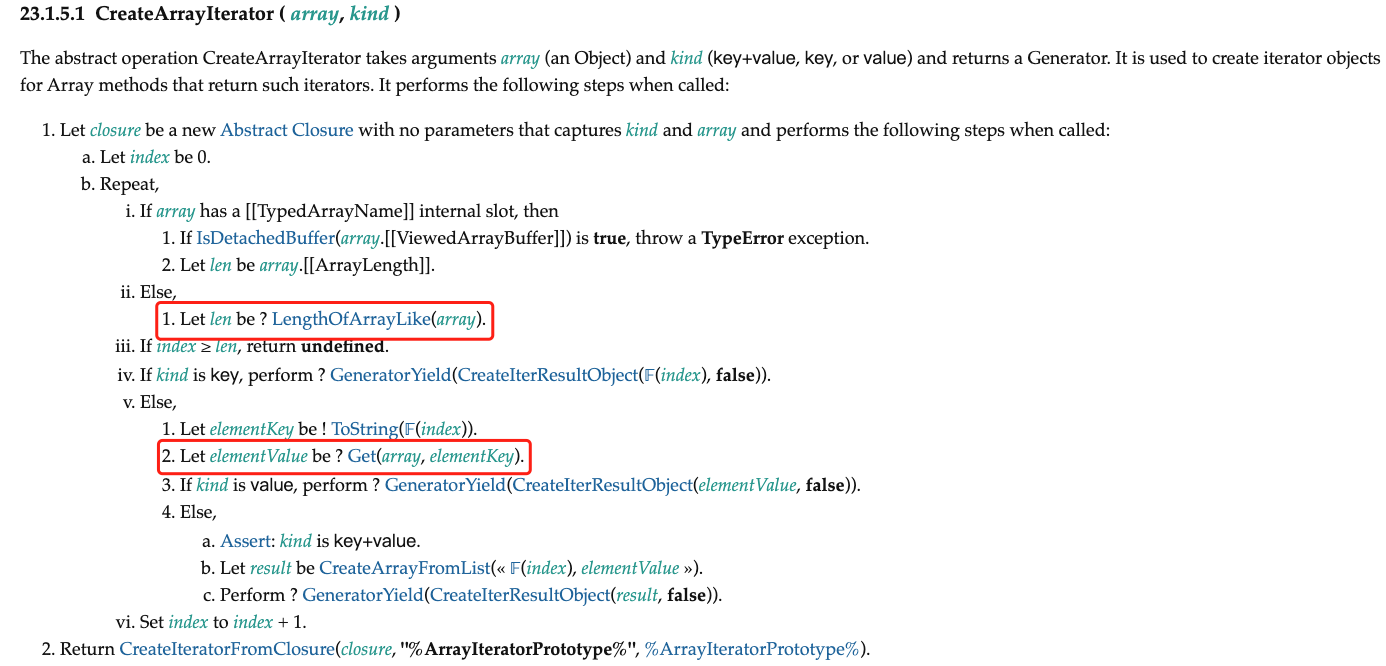 23.1.5.1 CreateArrayIterator ( array, kind )
The abstract operation CreateArrayIterator takes arguments array (an Object) and kind (key+value, key, or value) and returns a Generator. It is used to create iterator objects
for Array methods that return such iterators. It performs the following steps when called:
1. Let closure be a new Abstract Closure with no parameters that captures kind and array and performs the following steps when called:
a. Let index be 0.
b. Repeat,
i. If array has a [[TypedArrayName]] internal slot, then
1. If IsDetachedBuffer(array.[[ViewedArrayBuffer]]) is true, throw a TypeError exception.
2. Let len be array.[[ArrayLength]].
ii. Else,
1. Let len be ? LengthOfArrayLike(array).
iii. If index ≥ len, return undefined.
iv. If kind is key, perform ? GeneratorYield(CreateIterResultObject(𝔽(index), false)).
v. Else,
1. Let elementKey be ! ToString(𝔽(index)).
2. Let elementValue be ? Get(array, elementKey).
3. If kind is value, perform ? GeneratorYield(CreateIterResultObject(elementValue, false)).
4. Else,
a. Assert: kind is key+value.
b. Let result be CreateArrayFromList(« 𝔽(index), elementValue »).
c. Perform ? GeneratorYield(CreateIterResultObject(result, false)).
vi. Set index to index + 1.
2. Return CreateIteratorFromClosure(closure, "%ArrayIteratorPrototype%", %ArrayIteratorPrototype%).